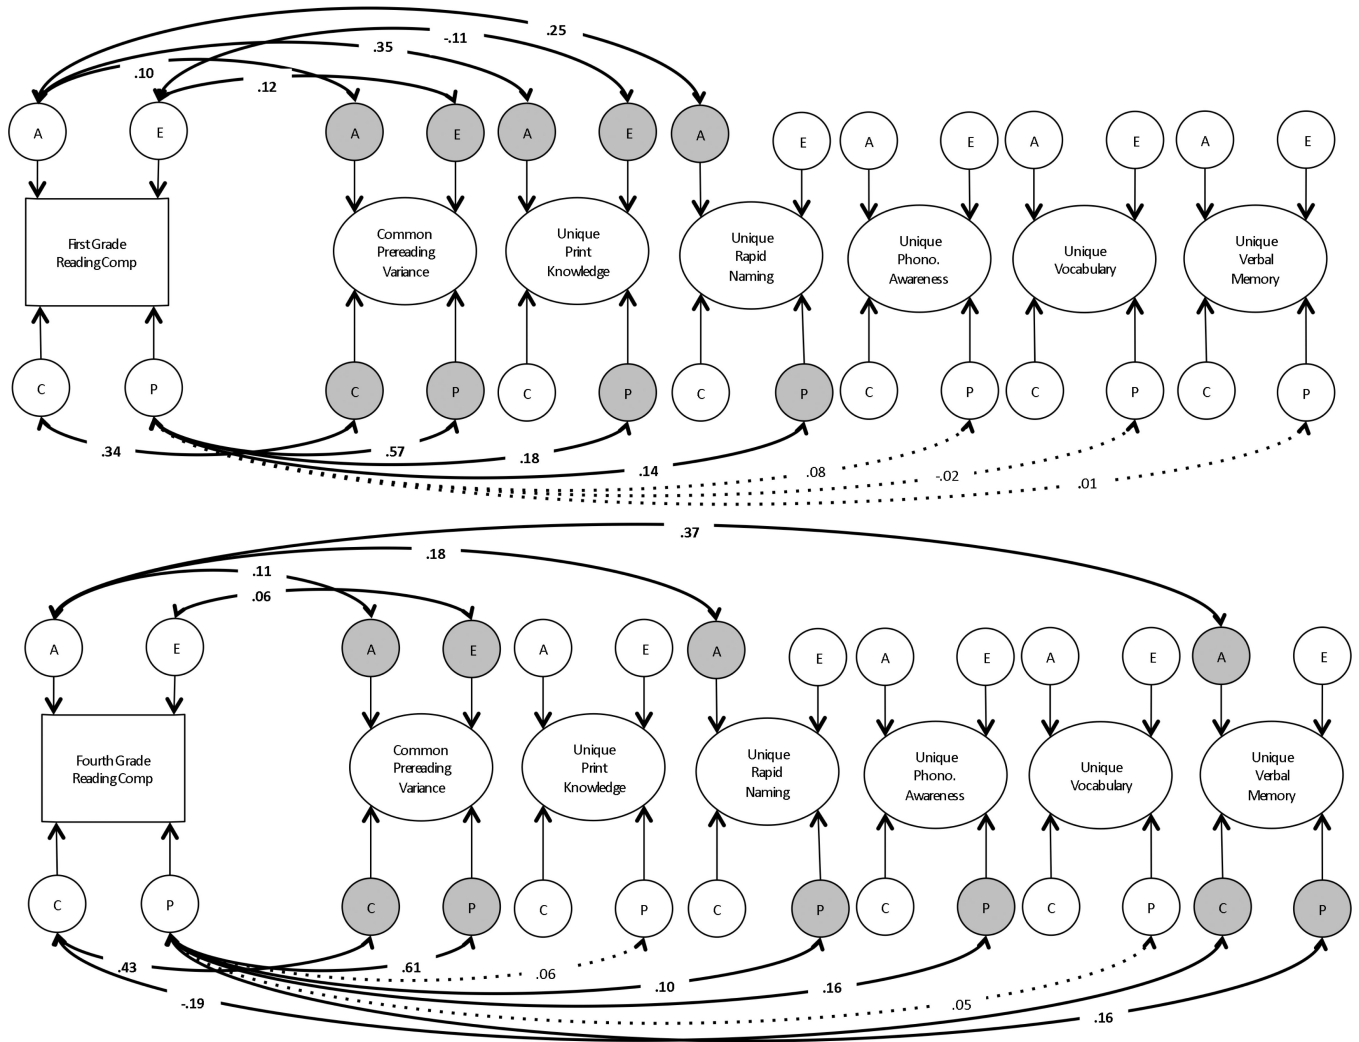 .25
-.11
.35
.10
.12
A
E
A
E
A
E
A
E
A
E
A
E
A
E
First Grade
Reading Comp
Common
Prereading
Variance
Unique
Print
Knowledge
Unique
Rapid
Naming
Unique
Phono.
Awareness
Unique
Vocabulary
Unique
Verbal
Memory
C
P
C
P
C
P
C
P
C
P
C
P
C
P
.34
.57
.18
.14
.08
-.02
.01
.37
.18
.11
.06
A
E
A
E
A
E
A
E
A
E
A
E
A
E
Fourth Grade
Reading Comp
Common
Prereading
Variance
Unique
Print
Knowledge
Unique
Rapid
Naming
Unique
Phono.
Awareness
Unique
Vocabulary
Unique
Verbal
Memory
C
P
C
P
C
P
C
P
C
P
C
P
C
P
.43
.61
.06
.10
.16
-.19
.05
.16